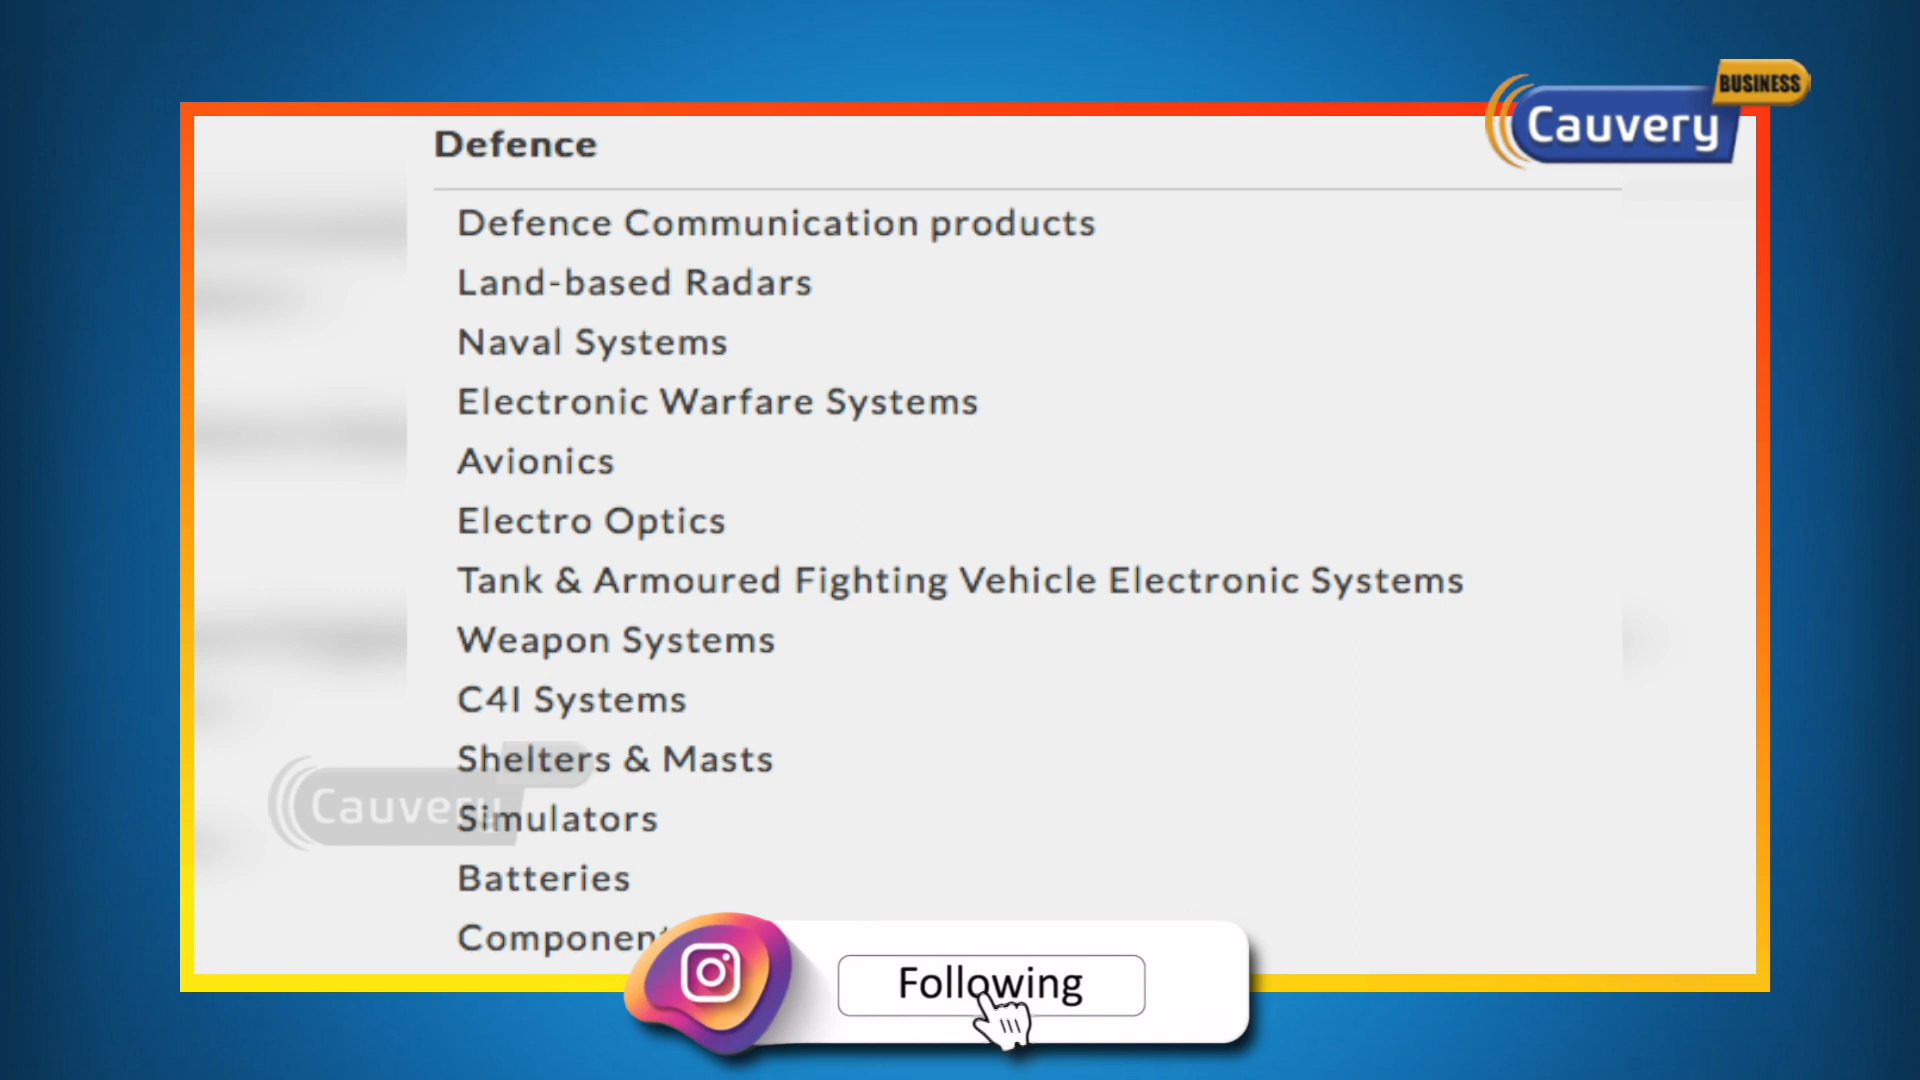 BUSINESS
Cauvery
Defence
Defence Communication products
Land-based Radars
Naval Systems
Electronic Warfare Systems
Avionics
Electro Optics
Tank & Armoured Fighting Vehicle Electronic Systems
Weapon Systems
C4I Systems
Shelters & Masts
Cauvery
Simulators
Batteries
Following